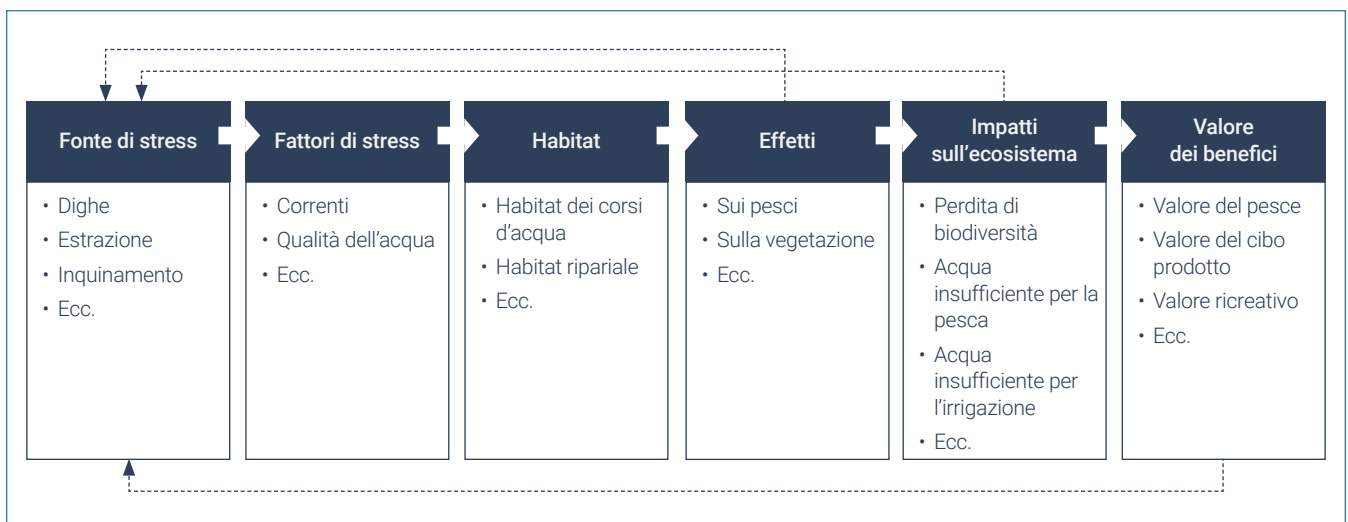 Fonte di stress
• Dighe
• Estrazione
• Inquinamento
• Ecc.
Fattori di stress
• Correnti
• Qualità dell'acqua
• Ecc.
Habitat
• Habitat dei corsi
d'acqua
• Habitat ripariale
• Ecc.
Effetti
• Sui pesci
• Sulla vegetazione
• Ecc.
Impatti
sull'ecosistema
• Perdita di
biodiversità
• Acqua
insufficiente per la
pesca
• Acqua
insufficiente per
l'irrigazione
• Ecc.
Valore
dei benefici
• Valore del pesce
• Valore del cibo
prodotto
• Valore ricreativo
• Ecc.